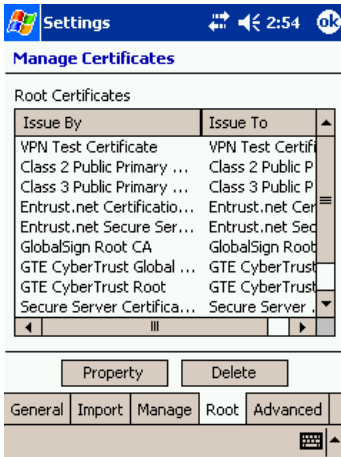 Settings 2:54 ok
Manage Certificates
Root Certificates
Issue By Issue To
VPN Test Certificate VPN Test Certifi
Class 2 Public Primary ... Class 2 Public P
Class 3 Public Primary ... Class 3 Public P
Entrust.net Certificatio... Entrust.net Cer
Entrust.net Secure Ser... Entrust.net Sec
GlobalSign Root CA GlobalSign Root
GTE CyberTrust Global ... GTE CyberTrust
GTE CyberTrust Root GTE CyberTrust
Secure Server Certifica... Secure Server .
Property Delete
General Import Manage Root Advanced